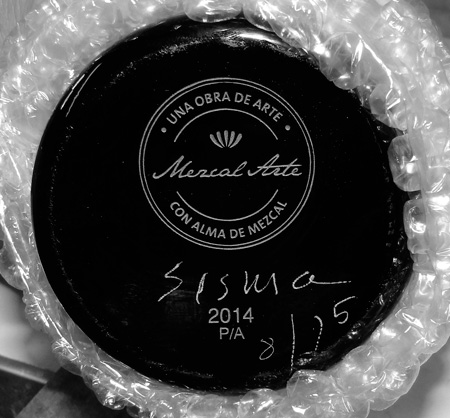 • UNA OBRA DE ARTE •
Mezcal Arte
CON ALMA DE MEZCAL
Sisma
2014
P/A
8/25